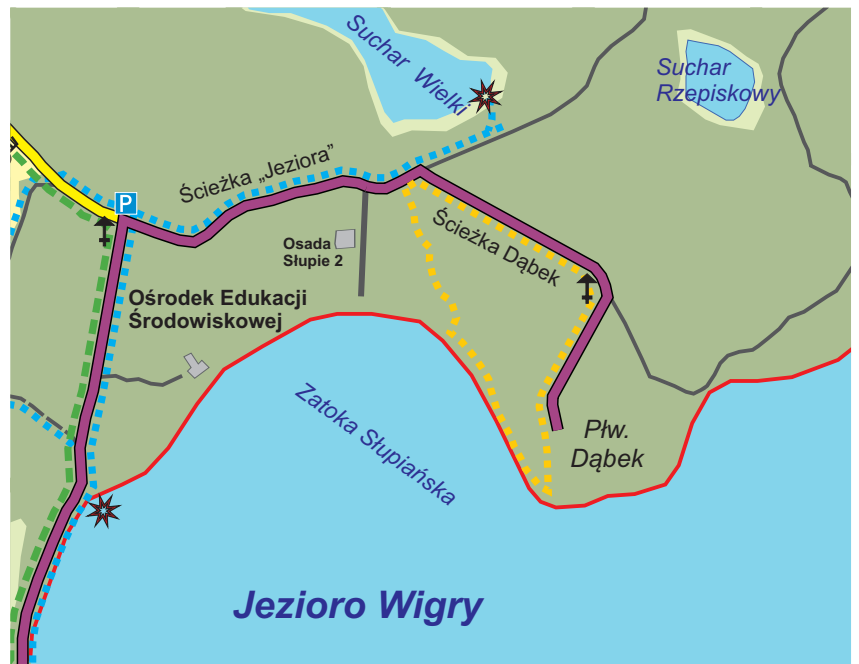 Suchar Wielki
Suchar
Rzepiskowy
Ścieżka „Jeziora”
P
Osada
Słupie 2
Ścieżka Dąbek
Ośrodek Edukacji
Środowiskowej
Zatoka Słupiańska
Płw.
Dąbek
Jezioro Wigry